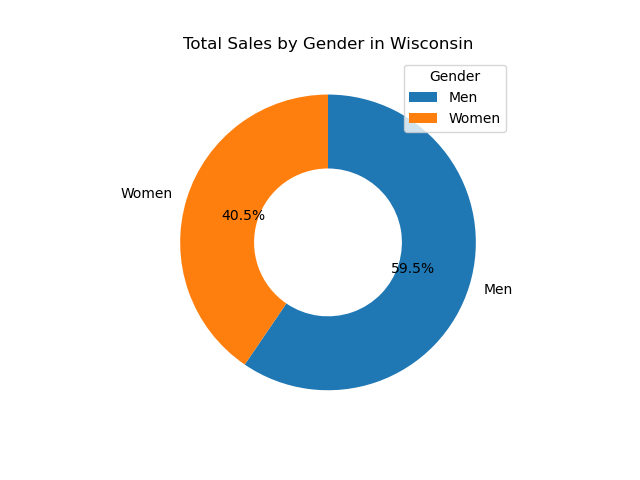 Total Sales by Gender in Wisconsin
Gender
Men
Women
Women
40.5%
59.5%
Men